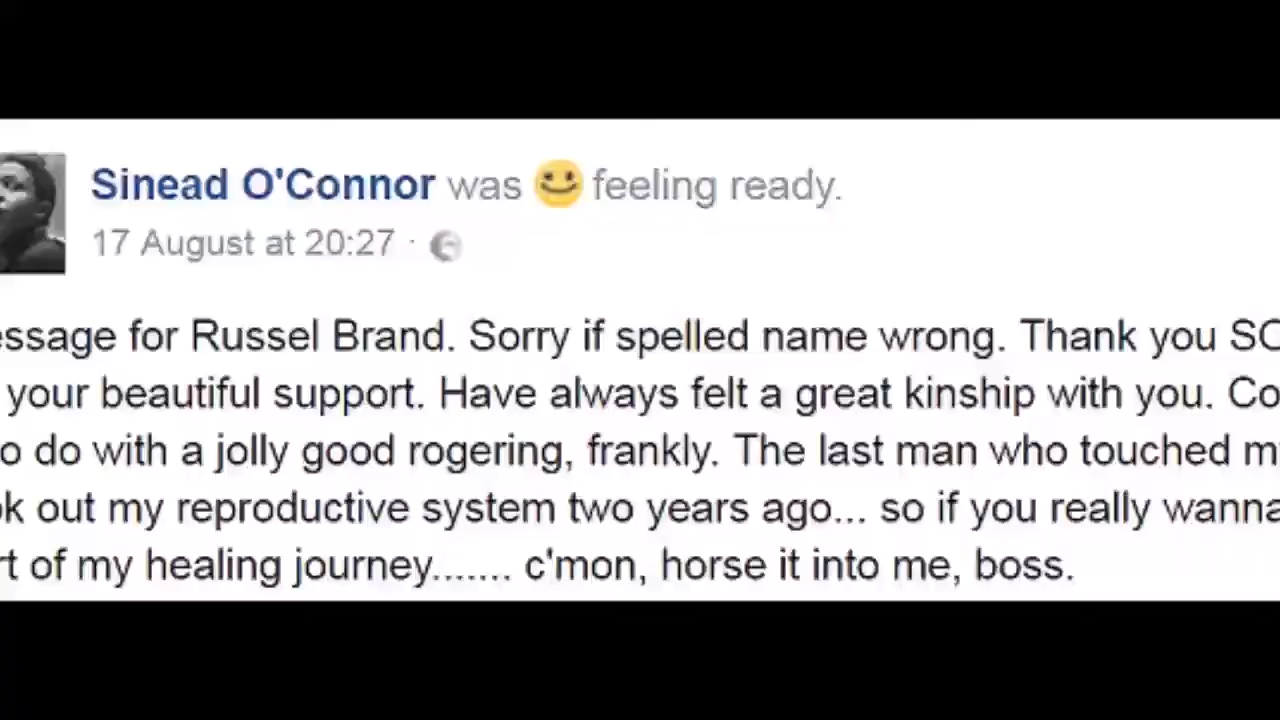 Sinead O'Connor was 🙂 feeling ready.
17 August at 20:27 ·
essage for Russel Brand. Sorry if spelled name wrong. Thank you SO
your beautiful support. Have always felt a great kinship with you. Co
o do with a jolly good rogering, frankly. The last man who touched m
k out my reproductive system two years ago... so if you really wanna
t of my healing journey....... c'mon, horse it into me, boss.